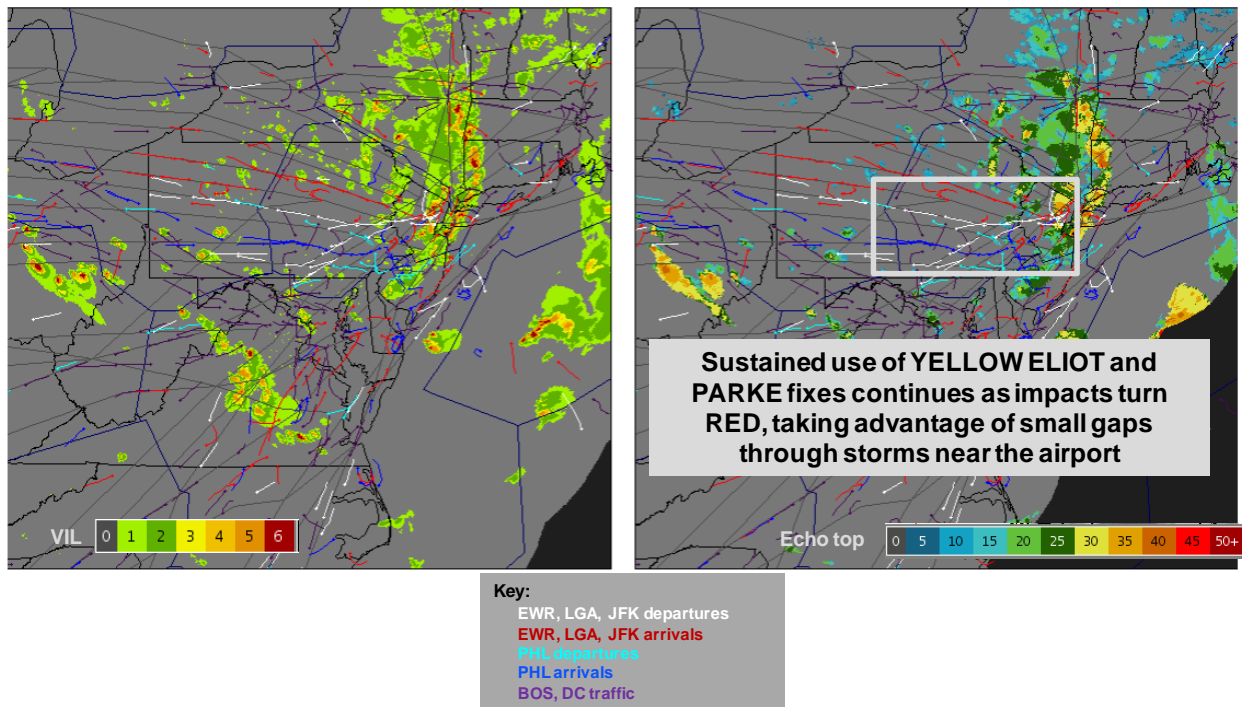 Sustained use of YELLOW ELIOT and
PARKE fixes continues as impacts turn
RED, taking advantage of small gaps
through storms near the airport
VIL 0 1 2 3 4 5 6
Echo top 0 5 10 15 20 25 30 35 40 45 50+
Key:
EWR, LGA, JFK departures
EWR, LGA, JFK arrivals
PHL departures
PHL arrivals
BOS, DC traffic